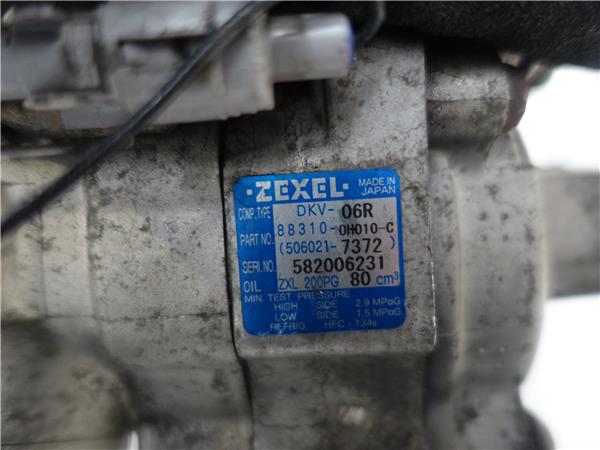 ·ZEXEL· MADE IN JAPAN
COMP.TYPE DKV-06R
PART NO. 88310-0H010-C
(506021-7372)
SERI.NO. 582006231
OIL ZXL 200PG 80 cm³
MIN TEST PRESSURE
HIGH SIDE 2.9 MPaG
LOW SIDE 1.5 MPaG
REFRIG HFC-134a